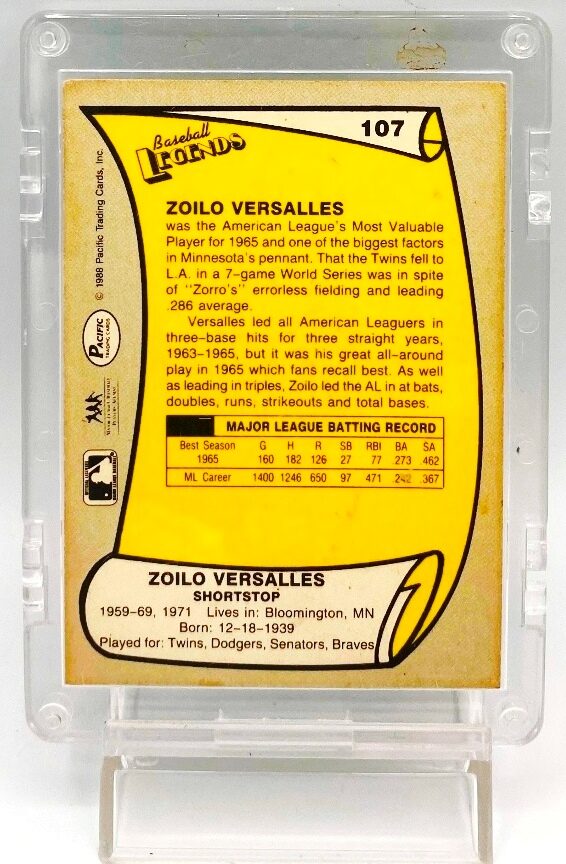 107
Baseball
LEGENDS
ZOILO VERSALLES
was the American League's Most Valuable
Player for 1965 and one of the biggest factors
in Minnesota's pennant. That the Twins fell to
L.A. in a 7-game World Series was in spite
of "Zorro's" errorless fielding and leading
.286 average.
Versalles led all American Leaguers in
three-base hits for three straight years,
1963-1965, but it was his great all-around
play in 1965 which fans recall best. As well
as leading in triples, Zoilo led the AL in at bats,
doubles, runs, strikeouts and total bases.
MAJOR LEAGUE BATTING RECORD
Best Season G H R SB RBI BA SA
1965 160 182 126 27 77 .273 .462
ML Career 1400 1246 650 97 471 .242 .367
ZOILO VERSALLES
SHORTSTOP
1959-69, 1971 Lives in: Bloomington, MN
Born: 12-18-1939
Played for: Twins, Dodgers, Senators, Braves
© 1988 Pacific Trading Cards, Inc.
PACIFIC
TRADING CARDS